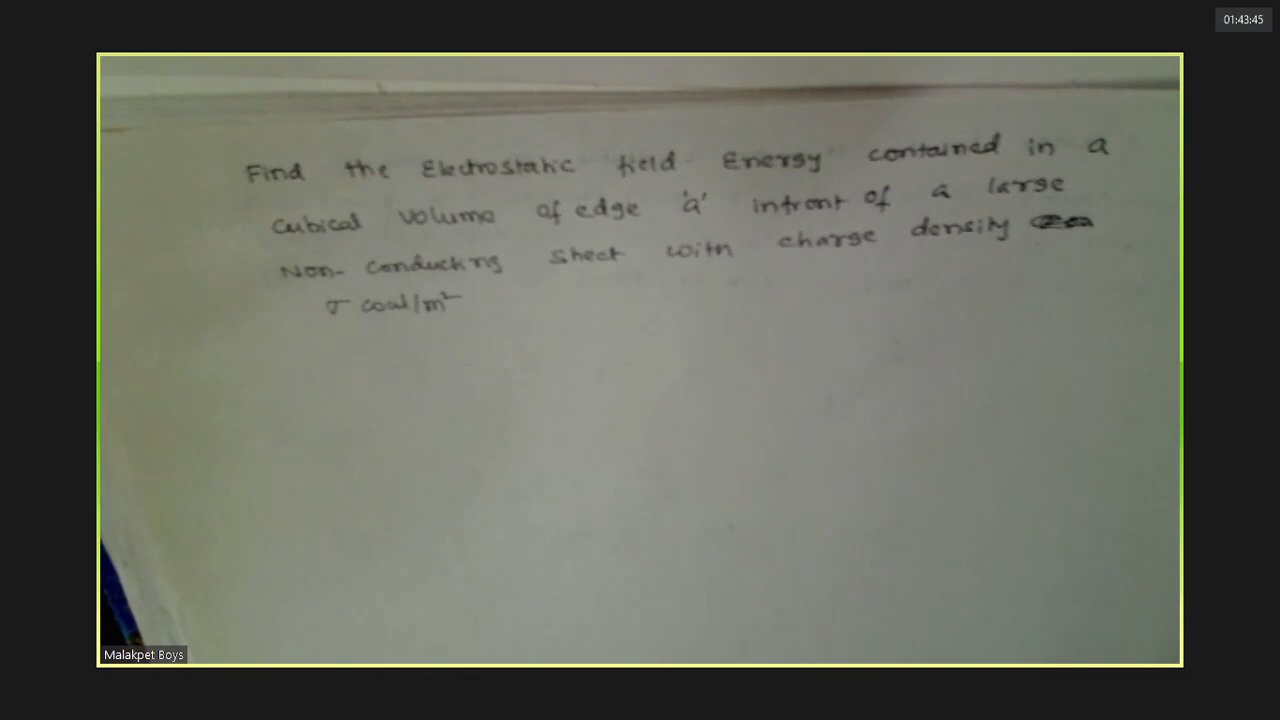 01:43:45
Find the Electrostatic field Energy contained in a
cubical volume of edge 'a' infront of a large
Non-conducting sheet with charge density
σ coul/m²
Malakpet Boys